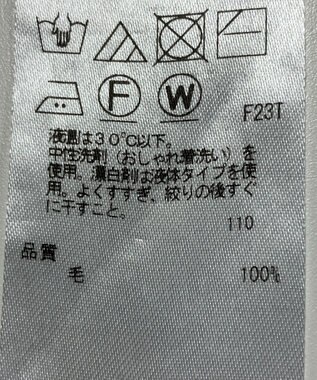 F W F23T
液温は30℃以下。
中性洗剤（おしゃれ着洗い）を
使用。漂白剤は液体タイプを使
用。よくすすぎ、絞りの後すぐ
に干すこと。
110
品質
毛 100%